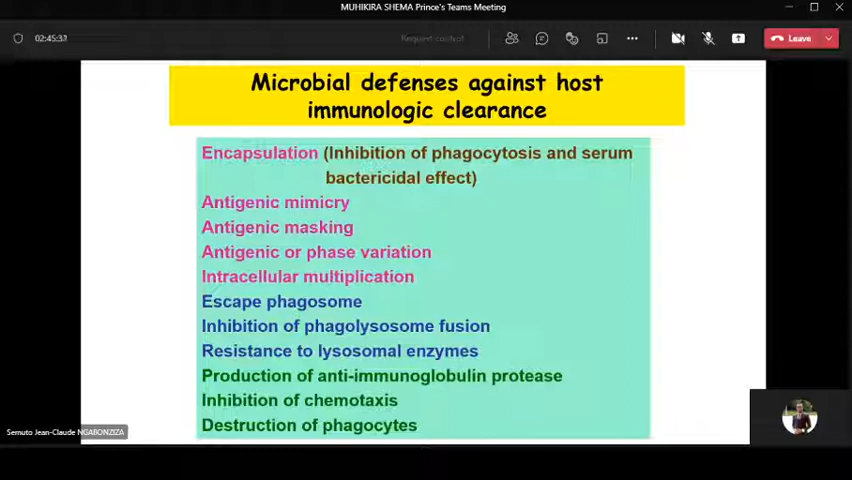 MUHIKIRA SHEMA Prince's Teams Meeting
02:45:33
Request control
Leave
Microbial defenses against host
immunologic clearance
Encapsulation (Inhibition of phagocytosis and serum
bactericidal effect)
Antigenic mimicry
Antigenic masking
Antigenic or phase variation
Intracellular multiplication
Escape phagosome
Inhibition of phagolysosome fusion
Resistance to lysosomal enzymes
Production of anti-immunoglobulin protease
Inhibition of chemotaxis
Destruction of phagocytes
Semuto Jean-Claude NGABONZIZA